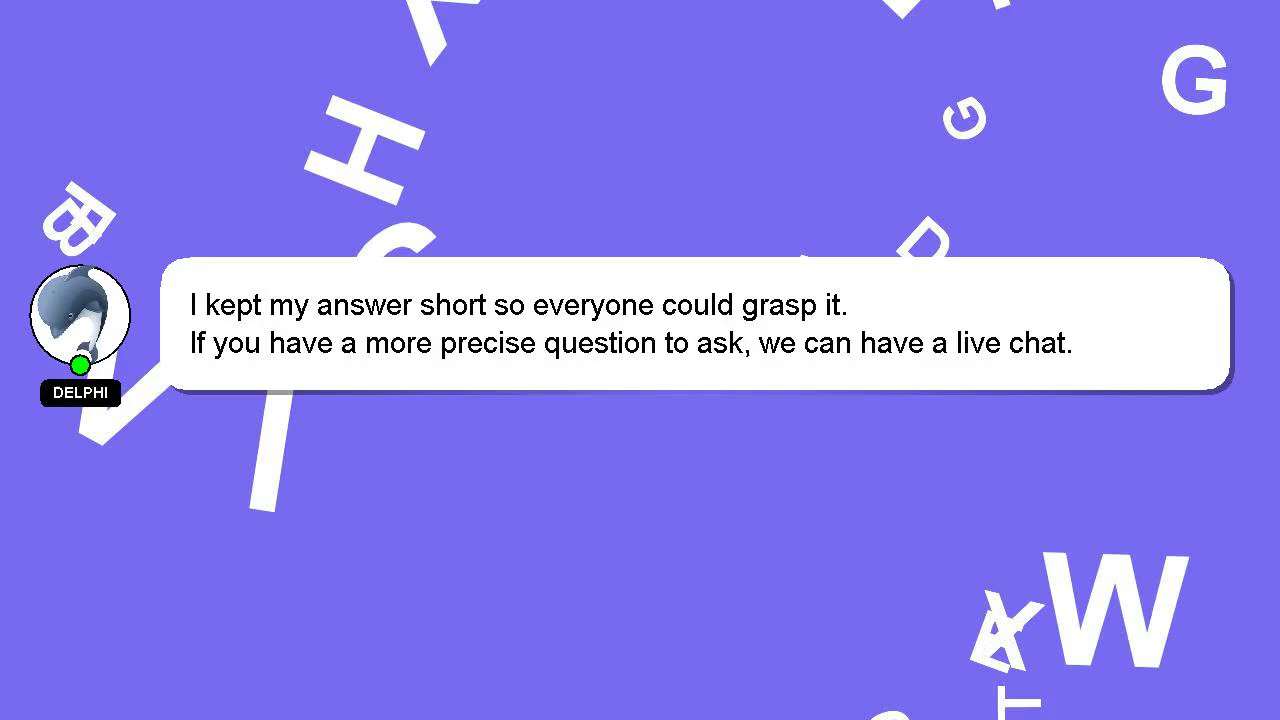 I kept my answer short so everyone could grasp it.
If you have a more precise question to ask, we can have a live chat.
DELPHI
H
G
G
D
B
W
T